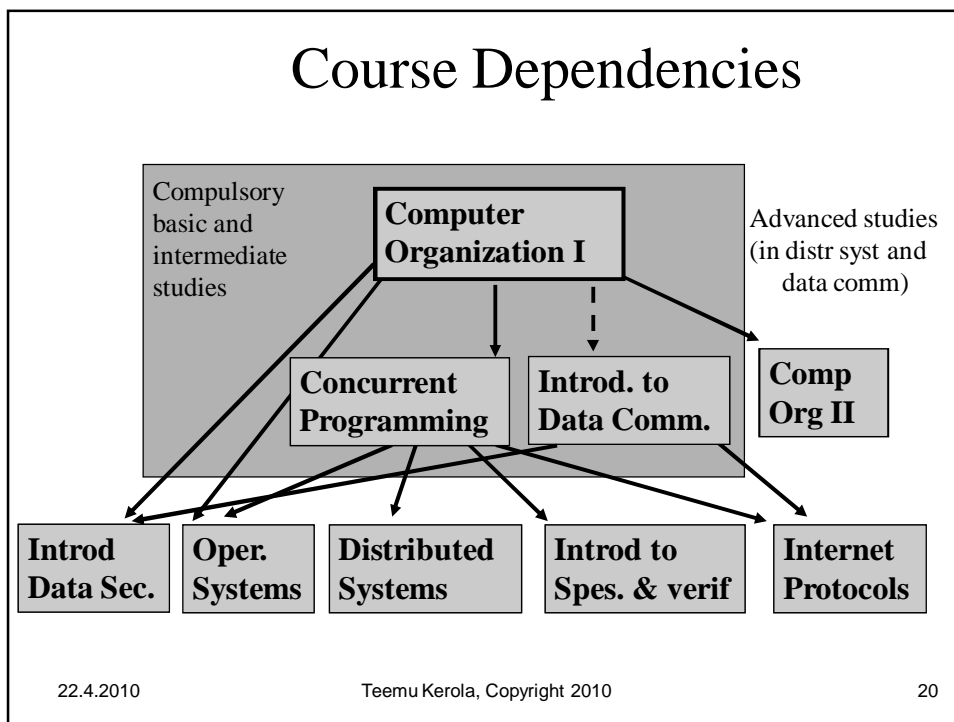 Course Dependencies
Compulsory
basic and
intermediate
studies
Computer
Organization I
Advanced studies
(in distr syst and
data comm)
Concurrent
Programming
Introd. to
Data Comm.
Comp
Org II
Introd
Data Sec.
Oper.
Systems
Distributed
Systems
Introd to
Spes. & verif
Internet
Protocols
22.4.2010
Teemu Kerola, Copyright 2010
20